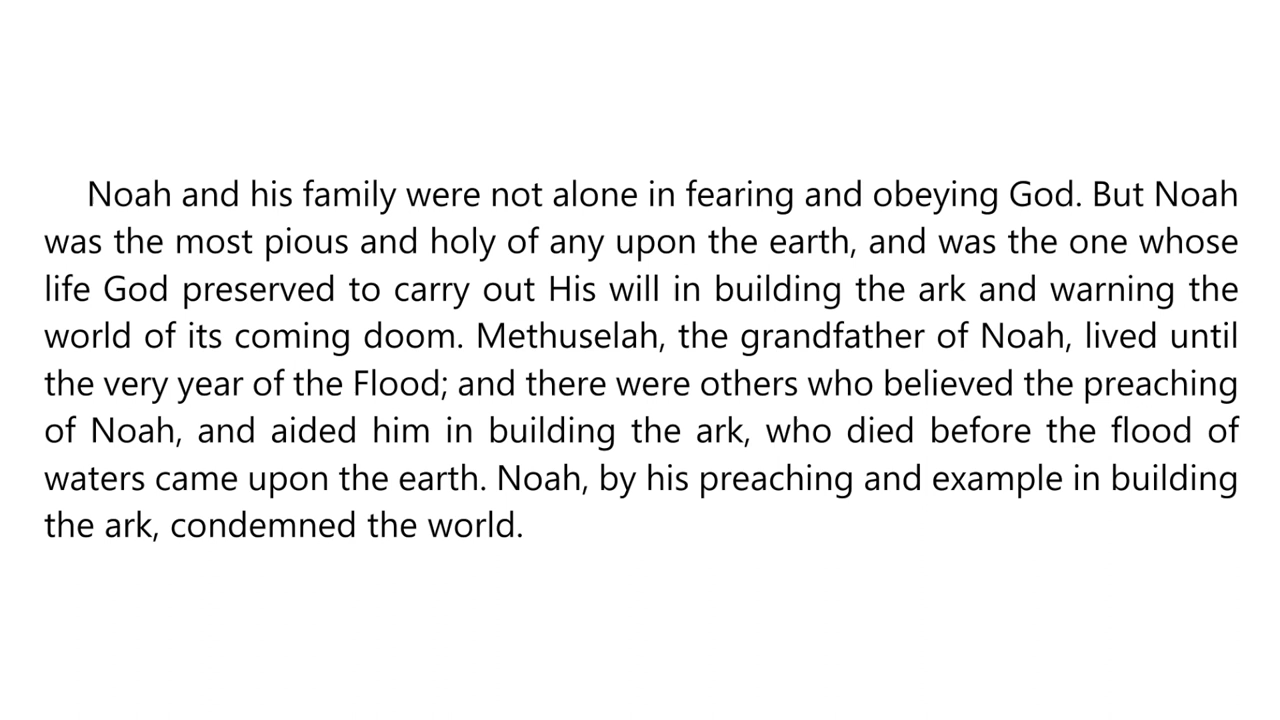 Noah and his family were not alone in fearing and obeying God. But Noah
was the most pious and holy of any upon the earth, and was the one whose
life God preserved to carry out His will in building the ark and warning the
world of its coming doom. Methuselah, the grandfather of Noah, lived until
the very year of the Flood; and there were others who believed the preaching
of Noah, and aided him in building the ark, who died before the flood of
waters came upon the earth. Noah, by his preaching and example in building
the ark, condemned the world.